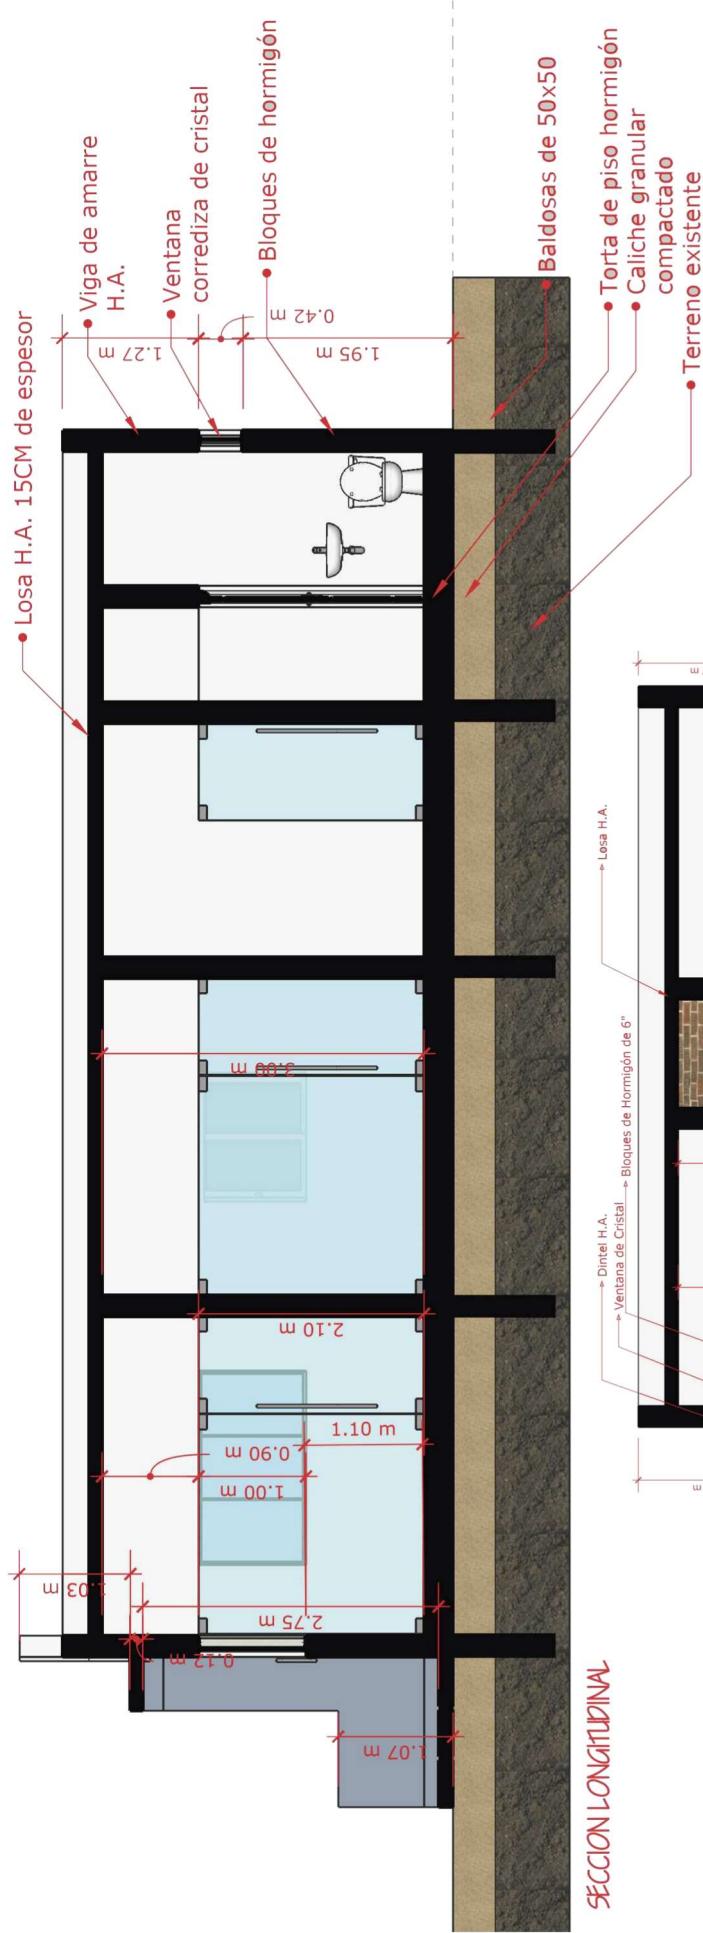 Losa H.A. 15CM de espesor
Viga de amarre
H.A.
Ventana
corrediza de cristal
Bloques de hormigón
1.27 m
0.42 m
1.95 m
Baldosas de 50x50
Torta de piso hormigón
Caliche granular
compactado
Terreno existente
3.00 m
2.10 m
1.10 m
0.90 m
1.00 m
1.03 m
2.75 m
0.12 m
1.07 m
SECCION LONGITUDINAL
Losa H.A.
Dintel H.A.
Ventana de Cristal
Bloques de Hormigón de 6"
m
m